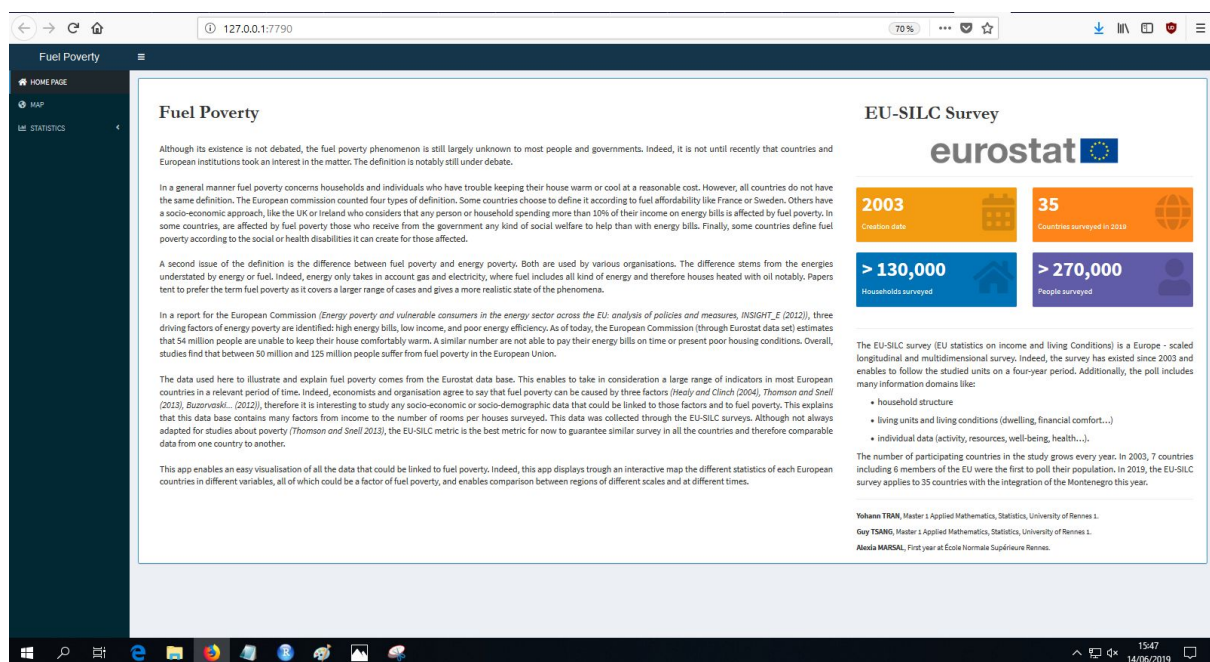 127.0.0.1:7790
70 %
Fuel Poverty
HOME PAGE
MAP
STATISTICS
Fuel Poverty
Although its existence is not debated, the fuel poverty phenomenon is still largely unknown to most people and governments. Indeed, it is not until recently that countries and
European institutions took an interest in the matter. The definition is notably still under debate.
In a general manner fuel poverty concerns households and individuals who have trouble keeping their house warm or cool at a reasonable cost. However, all countries do not have
the same definition. The European commission counted four types of definition. Some countries choose to define it according to fuel affordability like France or Sweden. Others have
a socio-economic approach, like the UK or Ireland who considers that any person or household spending more than 10% of their income on energy bills is affected by fuel poverty. In
some countries, are affected by fuel poverty those who receive from the government any kind of social welfare to help than with energy bills. Finally, some countries define fuel
poverty according to the social or health disabilities it can create for those affected.
A second issue of the definition is the difference between fuel poverty and energy poverty. Both are used by various organisations. The difference stems from the energies
understated by energy or fuel. Indeed, energy only takes in account gas and electricity, where fuel includes all kind of energy and therefore houses heated with oil notably. Papers
tent to prefer the term fuel poverty as it covers a larger range of cases and gives a more realistic state of the phenomena.
In a report for the European Commission (Energy poverty and vulnerable consumers in the energy sector across the EU: analysis of policies and measures, INSIGHT_E (2012)), three
driving factors of energy poverty are identified: high energy bills, low income, and poor energy efficiency. As of today, the European Commission (through Eurostat data set) estimates
that 54 million people are unable to keep their house comfortably warm. A similar number are not able to pay their energy bills on time or present poor housing conditions. Overall,
studies find that between 50 million and 125 million people suffer from fuel poverty in the European Union.
The data used here to illustrate and explain fuel poverty comes from the Eurostat data base. This enables to take in consideration a large range of indicators in most European
countries in a relevant period of time. Indeed, economists and organisation agree to say that fuel poverty can be caused by three factors (Healy and Clinch (2004), Thomson and Snell
(2013), Buzorvaski... (2012)), therefore it is interesting to study any socio-economic or socio-demographic data that could be linked to those factors and to fuel poverty. This explains
that this data base contains many factors from income to the number of rooms per houses surveyed. This data was collected through the EU-SILC surveys. Although not always
adapted for studies about poverty (Thomson and Snell 2013), the EU-SILC metric is the best metric for now to guarantee similar survey in all the countries and therefore comparable
data from one country to another.
This app enables an easy visualisation of all the data that could be linked to fuel poverty. Indeed, this app displays trough an interactive map the different statistics of each European
countries in different variables, all of which could be a factor of fuel poverty, and enables comparison between regions of different scales and at different times.
EU-SILC Survey
eurostat
2003
Creation date
35
Countries surveyed in 2019
> 130,000
Households surveyed
> 270,000
People surveyed
The EU-SILC survey (EU statistics on income and living Conditions) is a Europe - scaled
longitudinal and multidimensional survey. Indeed, the survey has existed since 2003 and
enables to follow the studied units on a four-year period. Additionally, the poll includes
many information domains like:
• household structure
• living units and living conditions (dwelling, financial comfort...)
• individual data (activity, resources, well-being, health...).
The number of participating countries in the study grows every year. In 2003, 7 countries
including 6 members of the EU were the first to poll their population. In 2019, the EU-SILC
survey applies to 35 countries with the integration of the Montenegro this year.
Yohann TRAN, Master 1 Applied Mathematics, Statistics, University of Rennes 1.
Guy TSANG, Master 1 Applied Mathematics, Statistics, University of Rennes 1.
Alexia MARSAL, First year at École Normale Supérieure Rennes.
15:47
14/06/2019